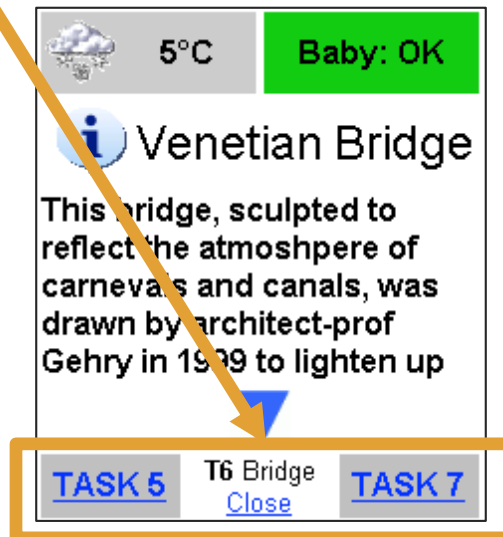 5°C Baby: OK
i Venetian Bridge
This bridge, sculpted to
reflect the atmoshpere of
carnevals and canals, was
drawn by architect-prof
Gehry in 1999 to lighten up
TASK 5 T6 Bridge TASK 7
Close